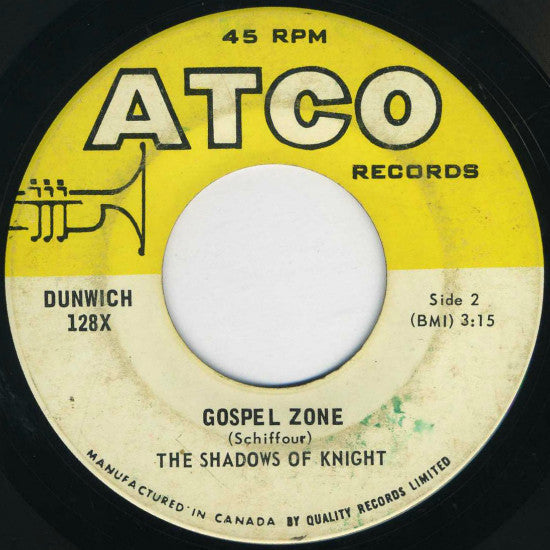 45 RPM
ATCO
RECORDS
DUNWICH
128X
Side 2
(BMI) 3:15
GOSPEL ZONE
(Schiffour)
THE SHADOWS OF KNIGHT
MANUFACTURED IN CANADA BY QUALITY RECORDS LIMITED